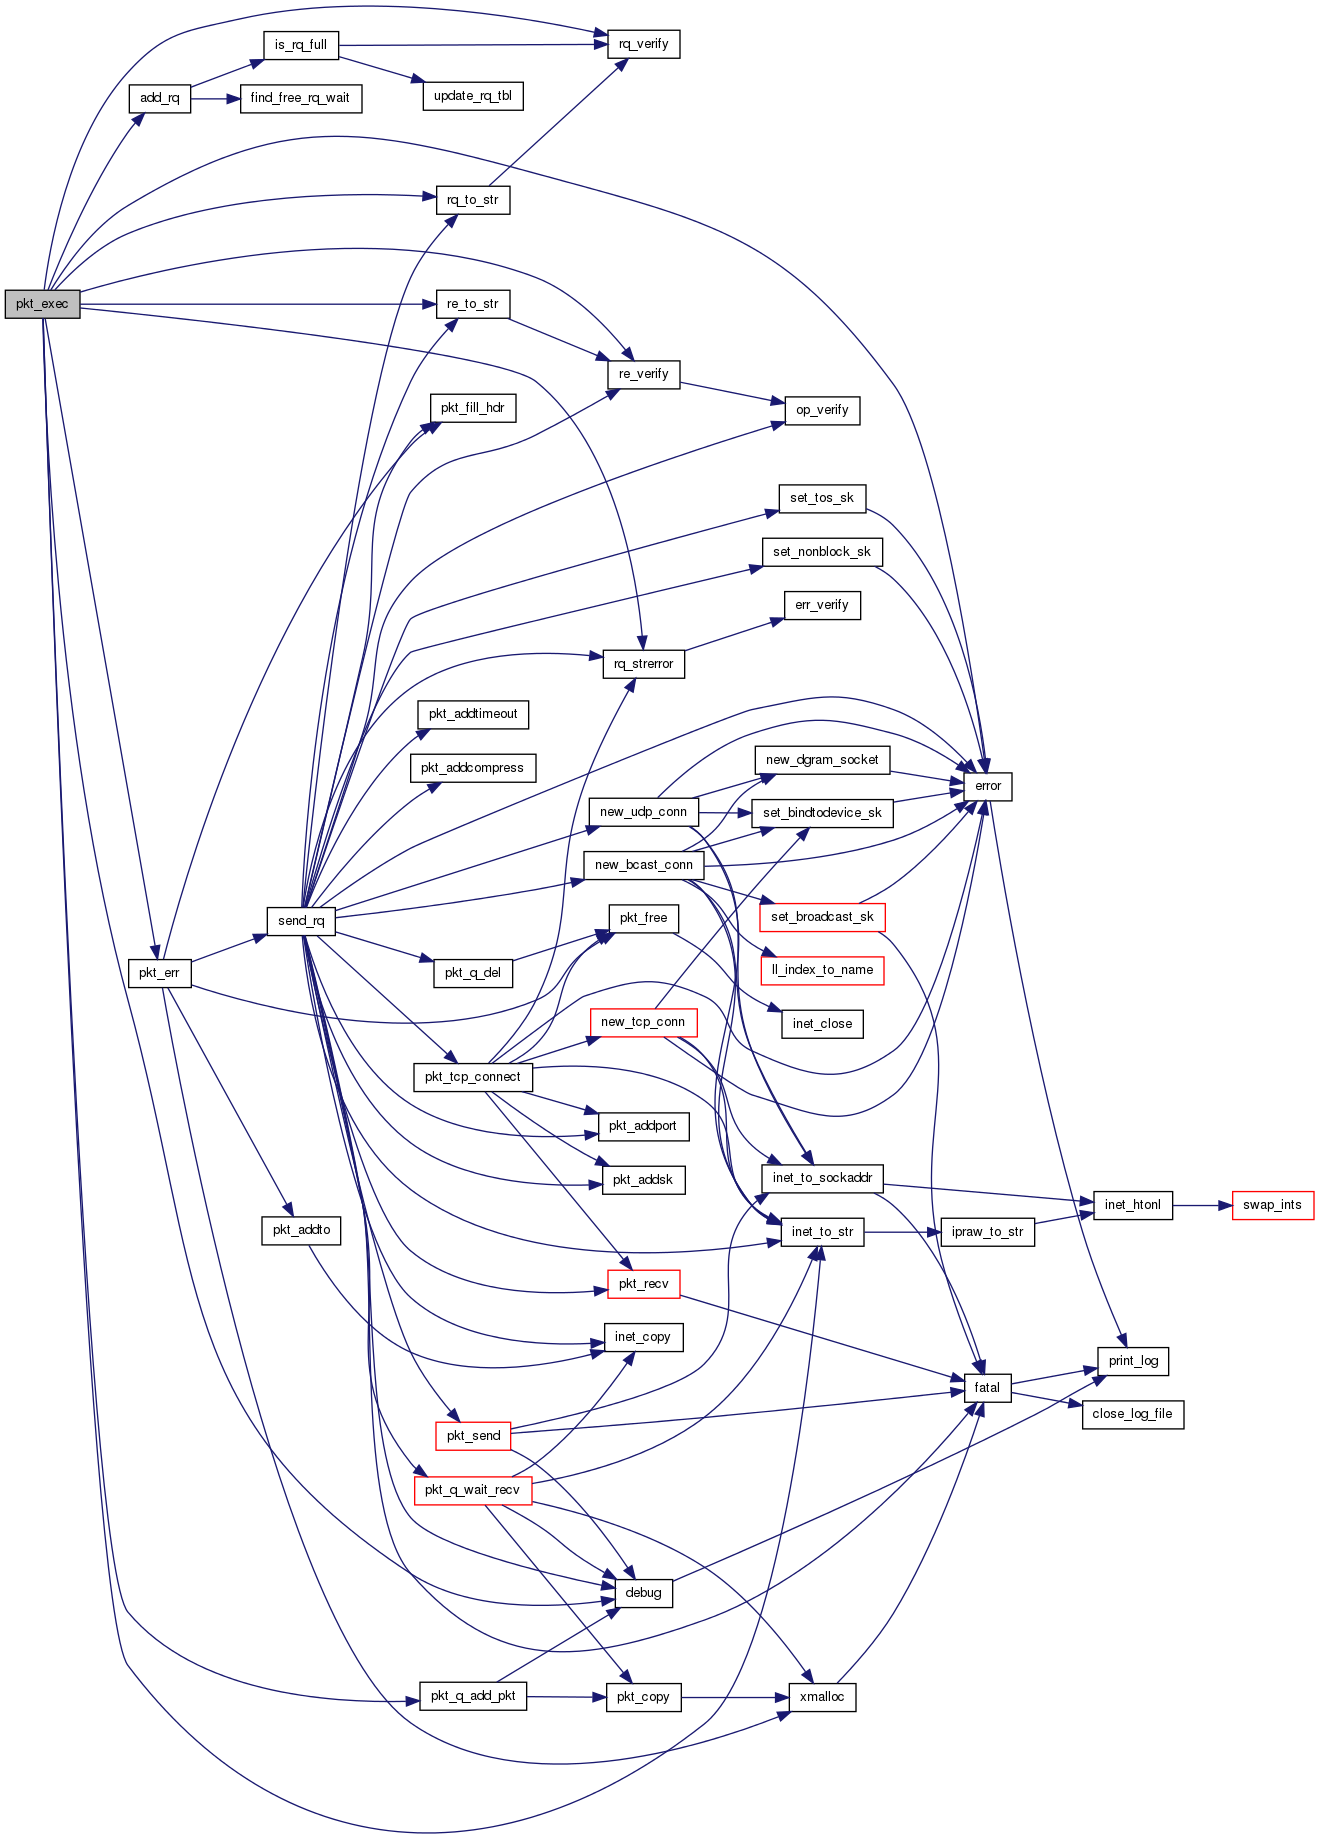 rq_verify
is_rq_full
update_rq_tbl
add_rq
find_free_rq_wait
rq_to_str
pkt_exec
re_to_str
re_verify
pkt_fill_hdr
op_verify
set_tos_sk
set_nonblock_sk
err_verify
rq_strerror
pkt_addtimeout
pkt_addcompress
new_dgram_socket
error
new_udp_conn
set_bindtodevice_sk
new_bcast_conn
send_rq
pkt_free
set_broadcast_sk
pkt_err
pkt_q_del
ll_index_to_name
new_tcp_conn
inet_close
pkt_tcp_connect
pkt_addport
pkt_addsk
inet_to_sockaddr
inet_htonl
swap_ints
pkt_addto
inet_to_str
ipraw_to_str
pkt_recv
inet_copy
print_log
fatal
close_log_file
pkt_send
pkt_q_wait_recv
debug
pkt_q_add_pkt
pkt_copy
xmalloc